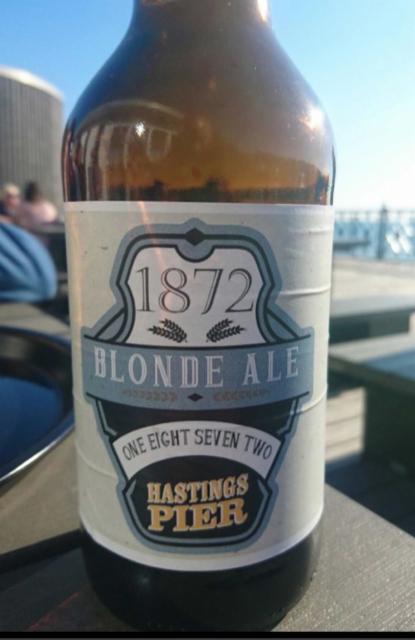 1872
BLONDE ALE
ONE EIGHT SEVEN TWO
HASTINGS
PIER